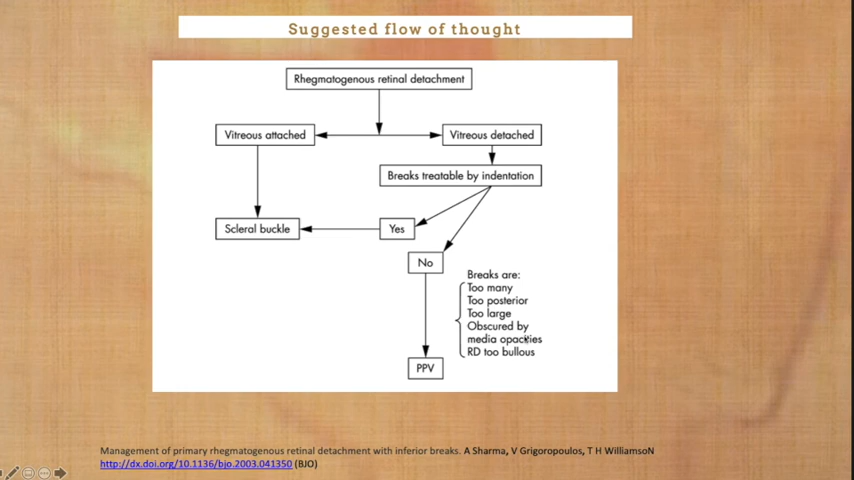 Suggested flow of thought
Rhegmatogenous retinal detachment
Vitreous attached
Vitreous detached
Breaks treatable by indentation
Scleral buckle
Yes
No
Breaks are:
Too many
Too posterior
Too large
Obscured by
media opacities
RD too bullous
PPV
Management of primary rhegmatogenous retinal detachment with inferior breaks. A Sharma, V Grigoropoulos, T H WilliamsoN
http://dx.doi.org/10.1136/bjo.2003.041350 (BJO)